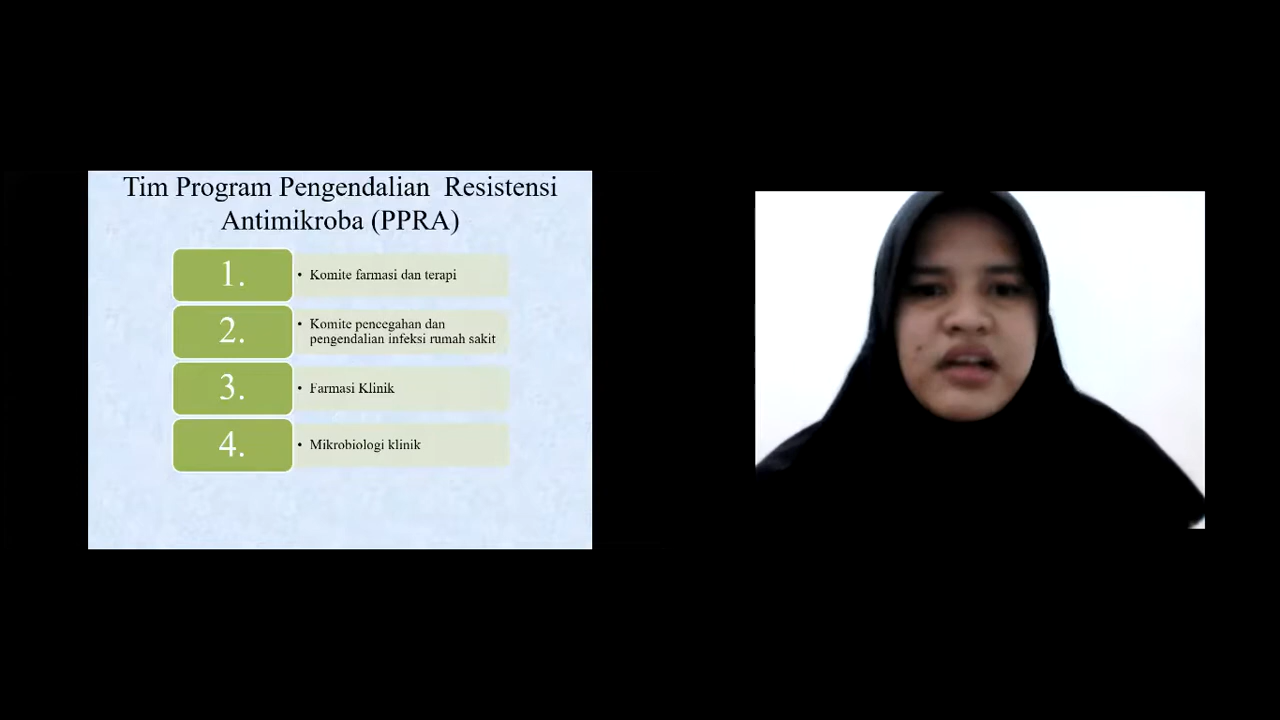 Tim Program Pengendalian Resistensi
Antimikroba (PPRA)
1.
• Komite farmasi dan terapi
2.
• Komite pencegahan dan
pengendalian infeksi rumah sakit
3.
• Farmasi Klinik
4.
• Mikrobiologi klinik